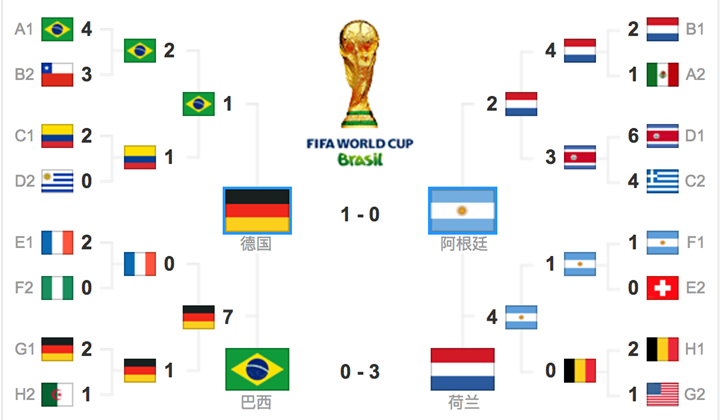 A1 4
2
B2 3
1
C1 2
1
D2 0
E1 2
0
F2 0
7
G1 2
1
H2 1
FIFA WORLD CUP
Brasil
德国
1 - 0
阿根廷
巴西
0 - 3
荷兰
2 B1
4
1 A2
2
6 D1
3
4 C2
1 F1
1
0 E2
4
2 H1
0
1 G2